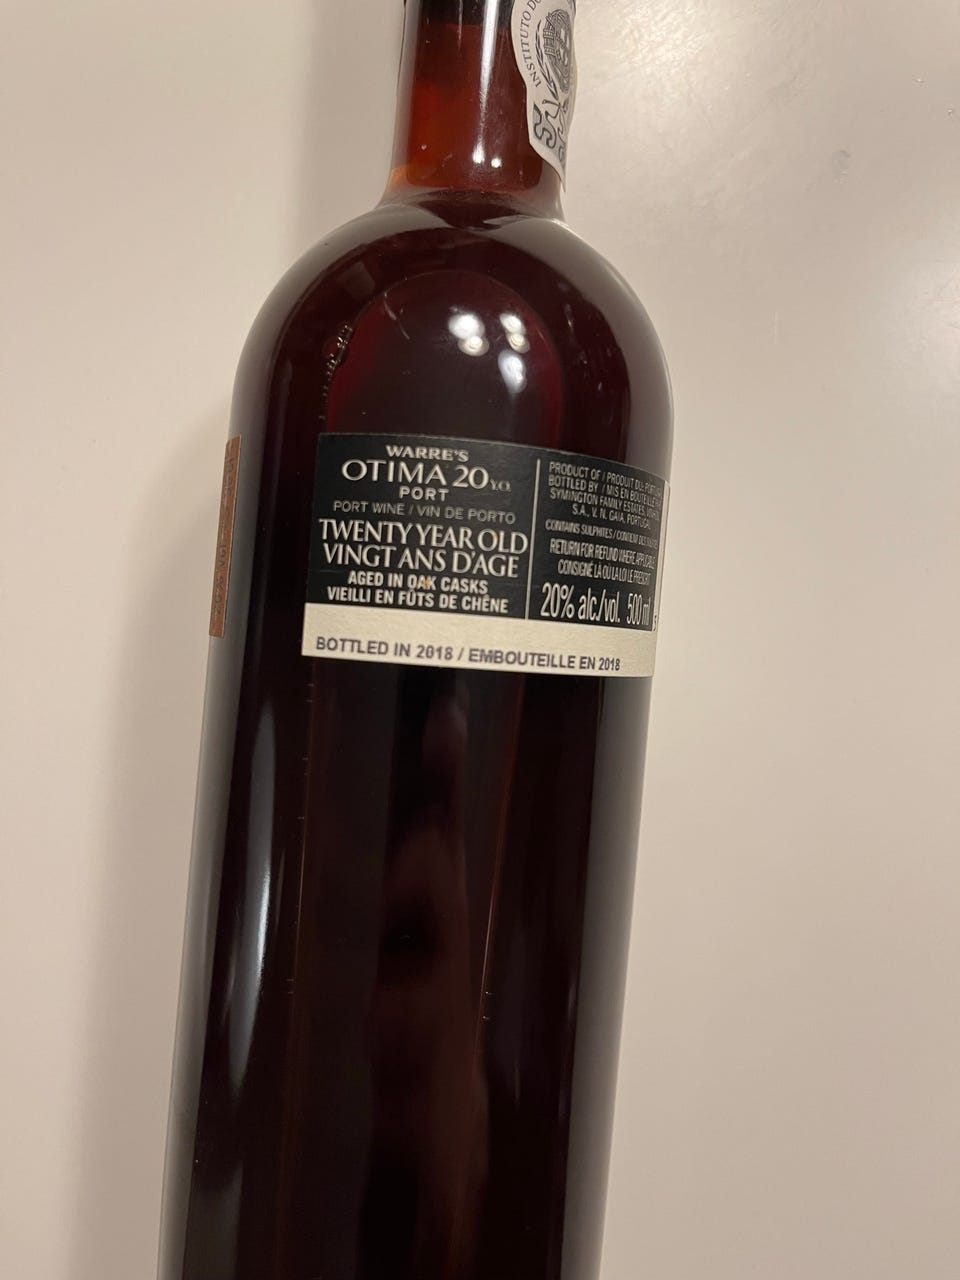 INSTITUTO DO
WARRE'S
OTIMA 20 Y.O.
PORT
PORT WINE / VIN DE PORTO
TWENTY YEAR OLD
VINGT ANS D'AGE
AGED IN OAK CASKS
VIEILLI EN FÛTS DE CHÊNE
PRODUCT OF / PRODUIT DU: PORTUGAL
BOTTLED BY / MIS EN BOUTEILLE PAR
SYMINGTON FAMILY ESTATES,
S.A., V. N. GAIA, PORTUGAL
CONTAINS SULPHITES / CONTIENT DES SULFITES
RETURN FOR REFUND WHERE APPLICABLE
CONSIGNÉ LÀ OÙ LA LOI LE PRESCRIT
20% alc./vol. 500 ml
BOTTLED IN 2018 / EMBOUTEILLE EN 2018